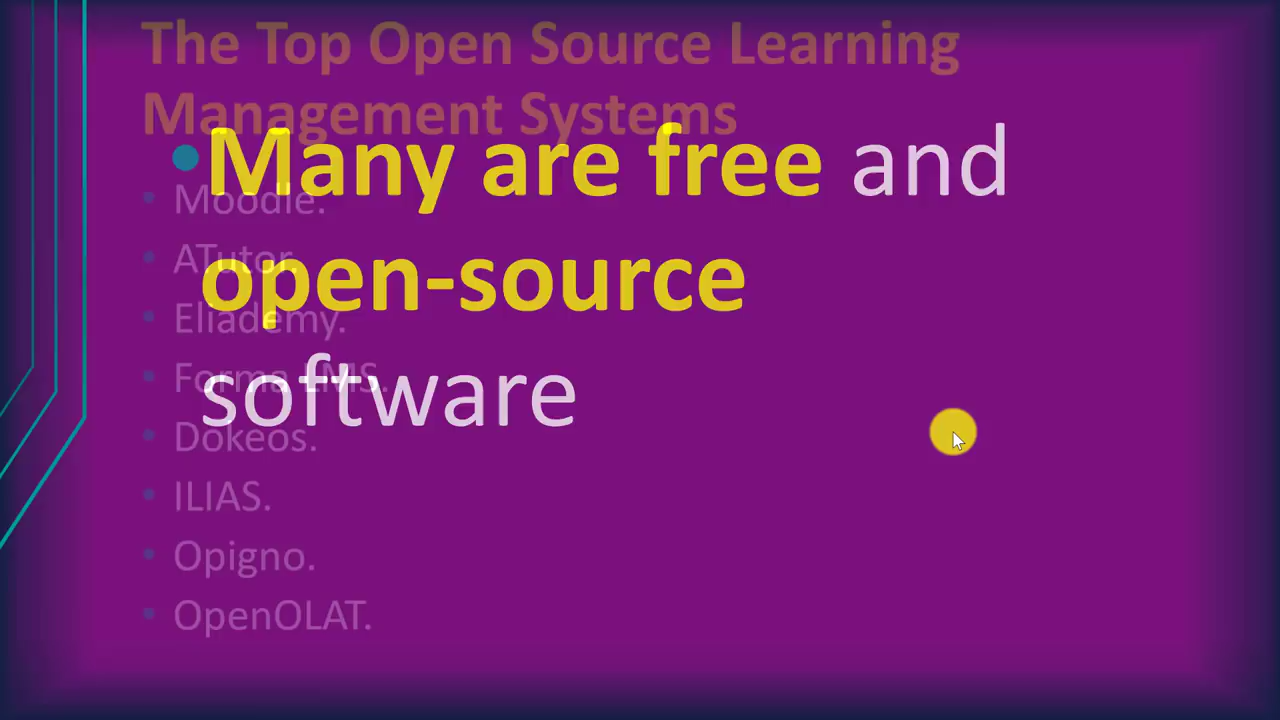 The Top Open Source Learning
Management Systems
• Many are free and
open-source
software
• Moodle.
• ATutor.
• Eliademy.
• Forma LMS.
• Dokeos.
• ILIAS.
• Opigno.
• OpenOLAT.